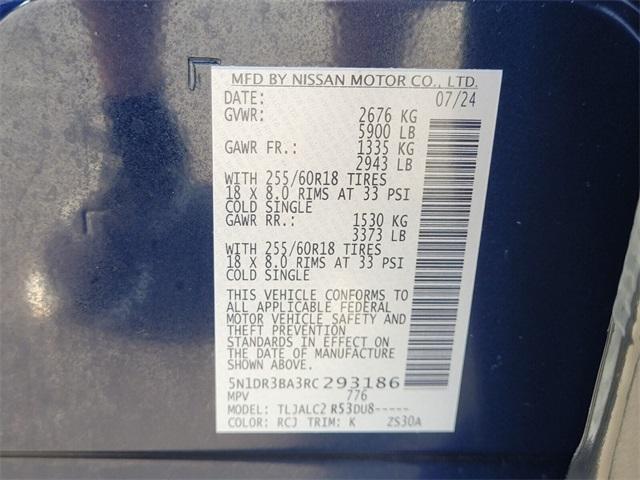 MFD BY NISSAN MOTOR CO., LTD.
DATE: 07/24
GVWR: 2676 KG
5900 LB
GAWR FR.: 1335 KG
2943 LB
WITH 255/60R18 TIRES
18 X 8.0 RIMS AT 33 PSI
COLD SINGLE
GAWR RR.: 1530 KG
3373 LB
WITH 255/60R18 TIRES
18 X 8.0 RIMS AT 33 PSI
COLD SINGLE
THIS VEHICLE CONFORMS TO
ALL APPLICABLE FEDERAL
MOTOR VEHICLE SAFETY AND
THEFT PREVENTION
STANDARDS IN EFFECT ON
THE DATE OF MANUFACTURE
SHOWN ABOVE.
5N1DR3BA3RC293186
MPV 776
MODEL: TLJALC2 R53DU8-----
COLOR: RCJ TRIM: K ZS30A